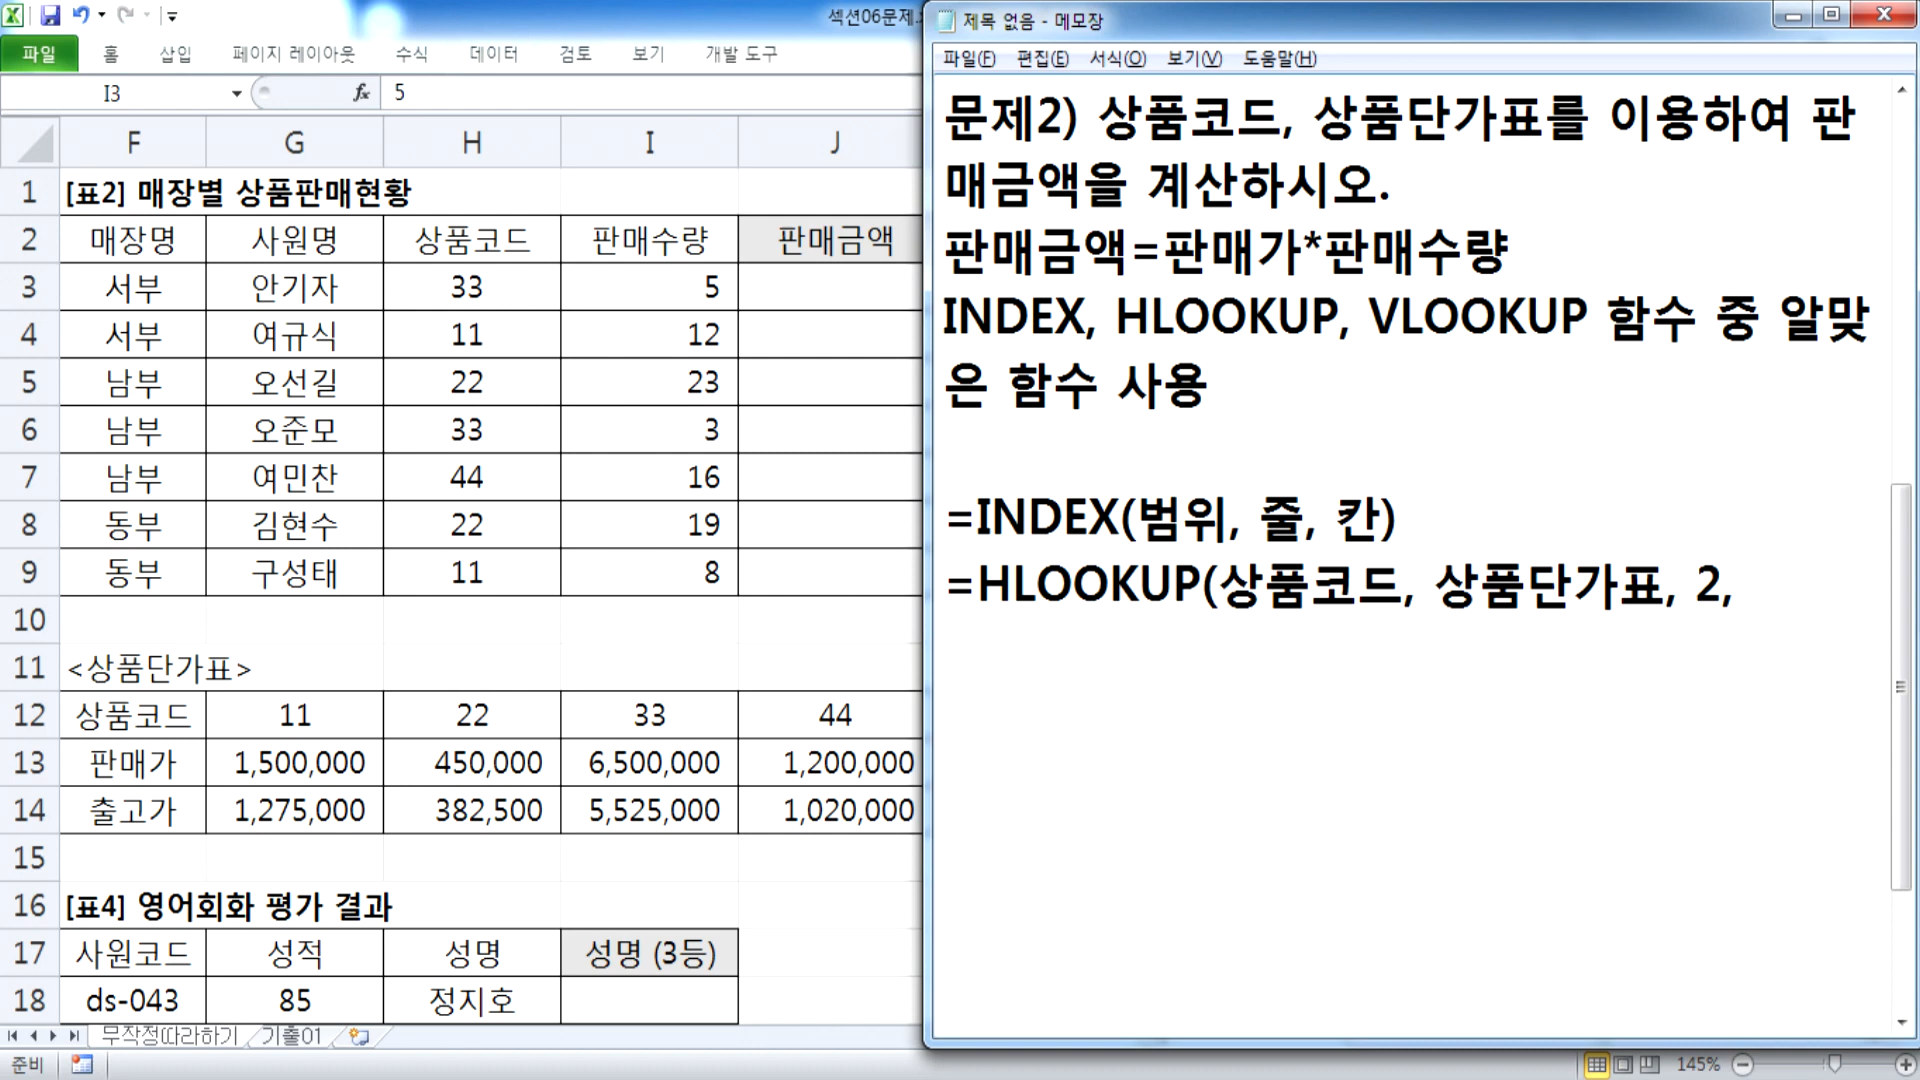 섹션06문제.
파일 홈 삽입 페이지 레이아웃 수식 데이터 검토 보기 개발 도구
I3 fx 5
F G H I J
1 [표2] 매장별 상품판매현황
2 매장명 사원명 상품코드 판매수량 판매금액
3 서부 안기자 33 5
4 서부 여규식 11 12
5 남부 오선길 22 23
6 남부 오준모 33 3
7 남부 여민찬 44 16
8 동부 김현수 22 19
9 동부 구성태 11 8
10
11 <상품단가표>
12 상품코드 11 22 33 44
13 판매가 1,500,000 450,000 6,500,000 1,200,000
14 출고가 1,275,000 382,500 5,525,000 1,020,000
15
16 [표4] 영어회화 평가 결과
17 사원코드 성적 성명 성명 (3등)
18 ds-043 85 정지호
무작정따라하기 기출01
준비
제목 없음 - 메모장
파일(F) 편집(E) 서식(O) 보기(V) 도움말(H)
문제2) 상품코드, 상품단가표를 이용하여 판
매금액을 계산하시오.
판매금액=판매가*판매수량
INDEX, HLOOKUP, VLOOKUP 함수 중 알맞
은 함수 사용
=INDEX(범위, 줄, 칸)
=HLOOKUP(상품코드, 상품단가표, 2,
145%